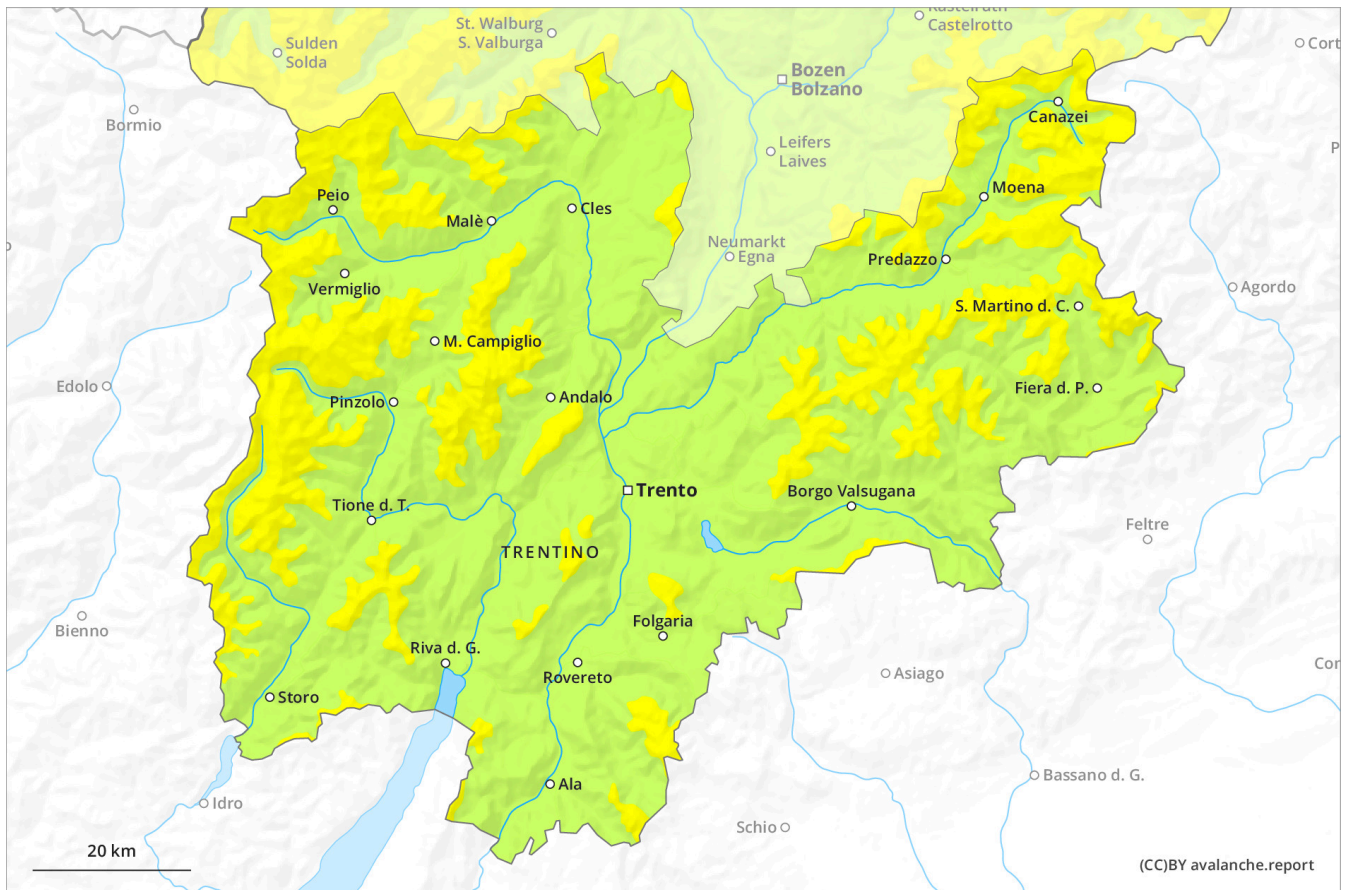 Kastelruth
Castelrotto
St. Walburg
S. Valburga
Sulden
Solda
Cort
Bozen
Bolzano
Bormio
Canazei
Leifers
Laives
P
Moena
Peio
Cles
Malè
Neumarkt
Egna
Predazzo
Vermiglio
Agordo
S. Martino d. C.
M. Campiglio
Edolo
Fiera d. P.
Andalo
Pinzolo
Trento
Borgo Valsugana
Tione d. T.
Feltre
TRENTINO
Bienno
Folgaria
Riva d. G.
Rovereto
Asiago
Cor
Storo
Bassano d. G.
Ala
Idro
Schio
20 km
(CC)BY avalanche.report